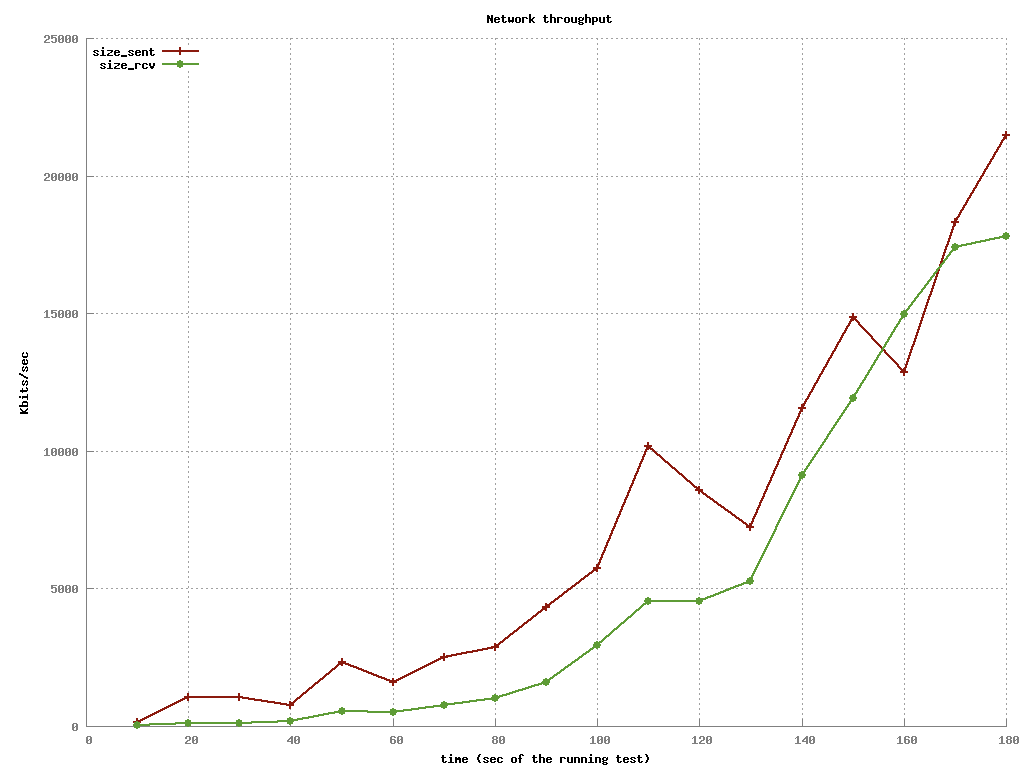 Network throughput
25000
size_sent
size_rcv
20000
15000
Kbits/sec
10000
5000
0
0 20 40 60 80 100 120 140 160 180
time (sec of the running test)